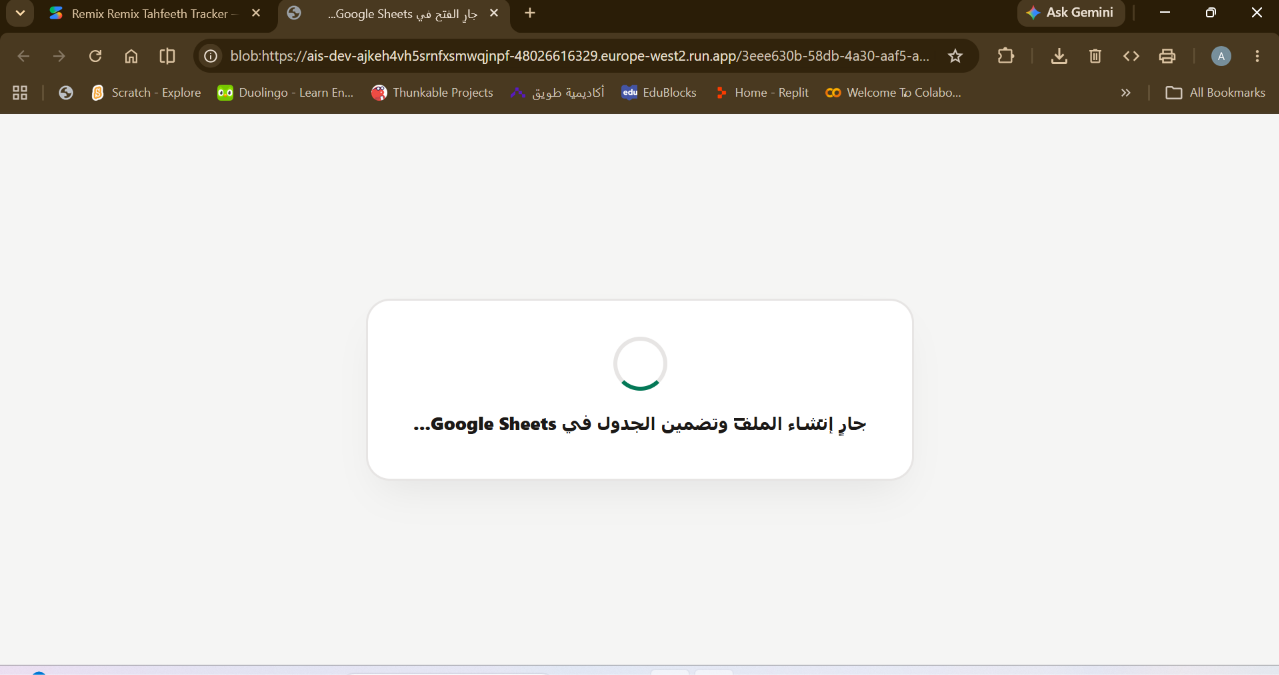 Remix Remix Tahfeeth Tracker –
جارٍ الفتح في Google Sheets...
Ask Gemini
blob:https://ais-dev-ajkeh4vh5srnfxsmwqjnpf-48026616329.europe-west2.run.app/3eee630b-58db-4a30-aaf5-a...
A
Scratch - Explore
Duolingo - Learn En...
Thunkable Projects
أكاديمية طويق
edu EduBlocks
Home - Replit
Welcome To Colabo...
All Bookmarks
جارٍ إنشاء الملف وتضمين الجدول في Google Sheets...